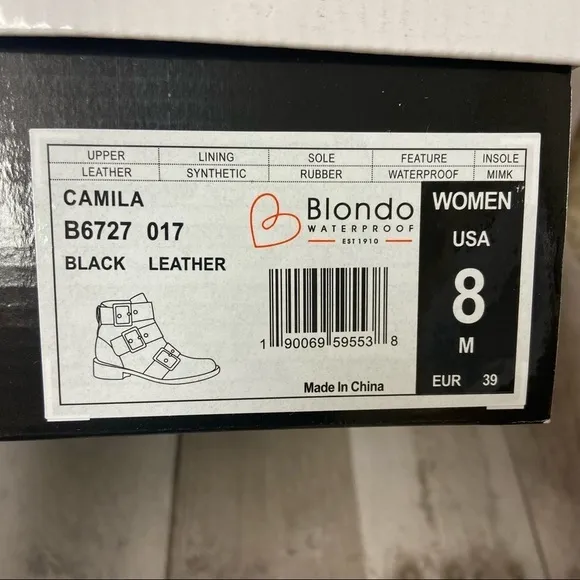 UPPER LINING SOLE FEATURE INSOLE
LEATHER SYNTHETIC RUBBER WATERPROOF MIMK
CAMILA
B6727 017
BLACK LEATHER
Blondo
WATERPROOF
EST 1910
1 90069 59553 8
Made In China
WOMEN
USA
8
M
EUR 39